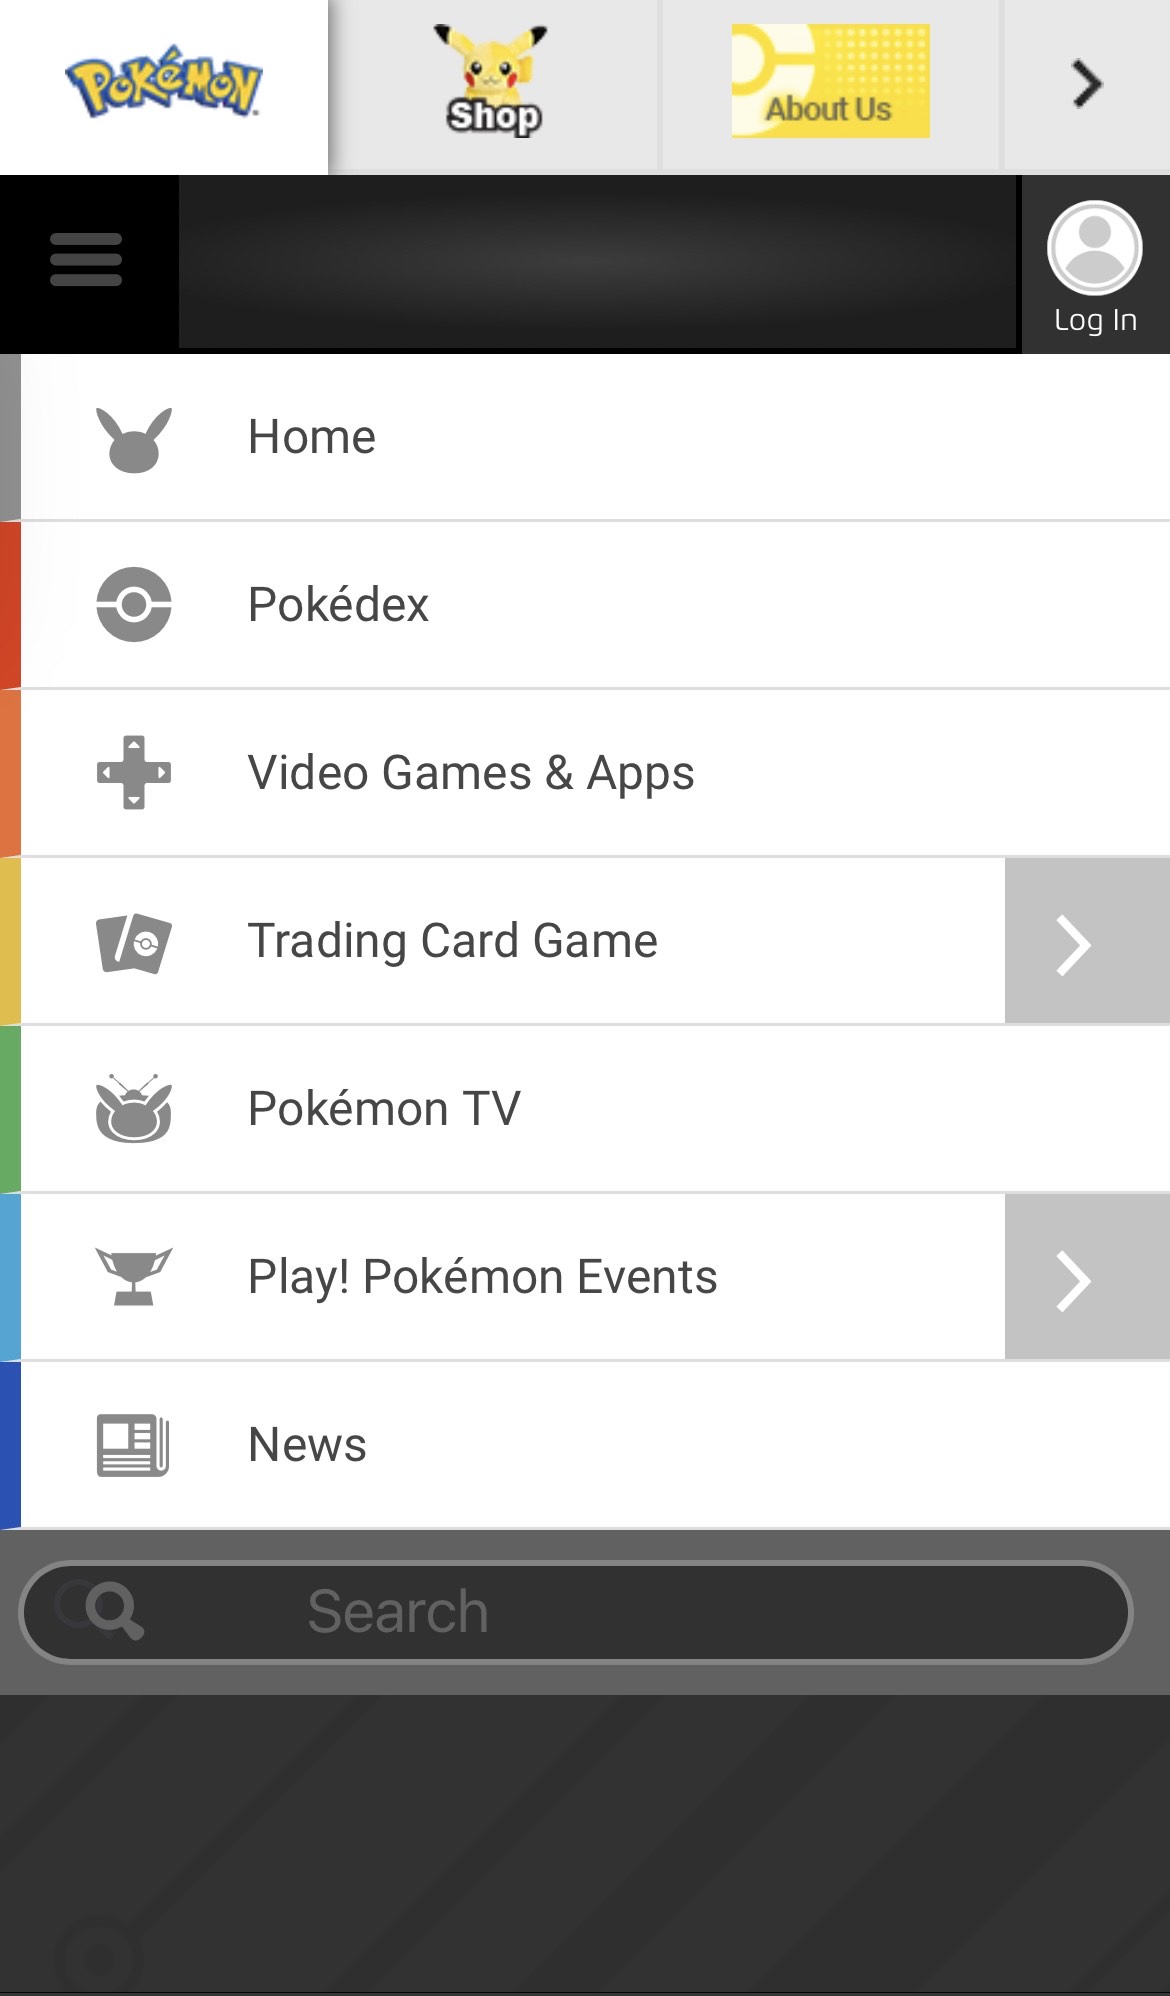 POKéMON
Shop
About Us
Log In
Home
Pokédex
Video Games & Apps
Trading Card Game
Pokémon TV
Play! Pokémon Events
News
Search